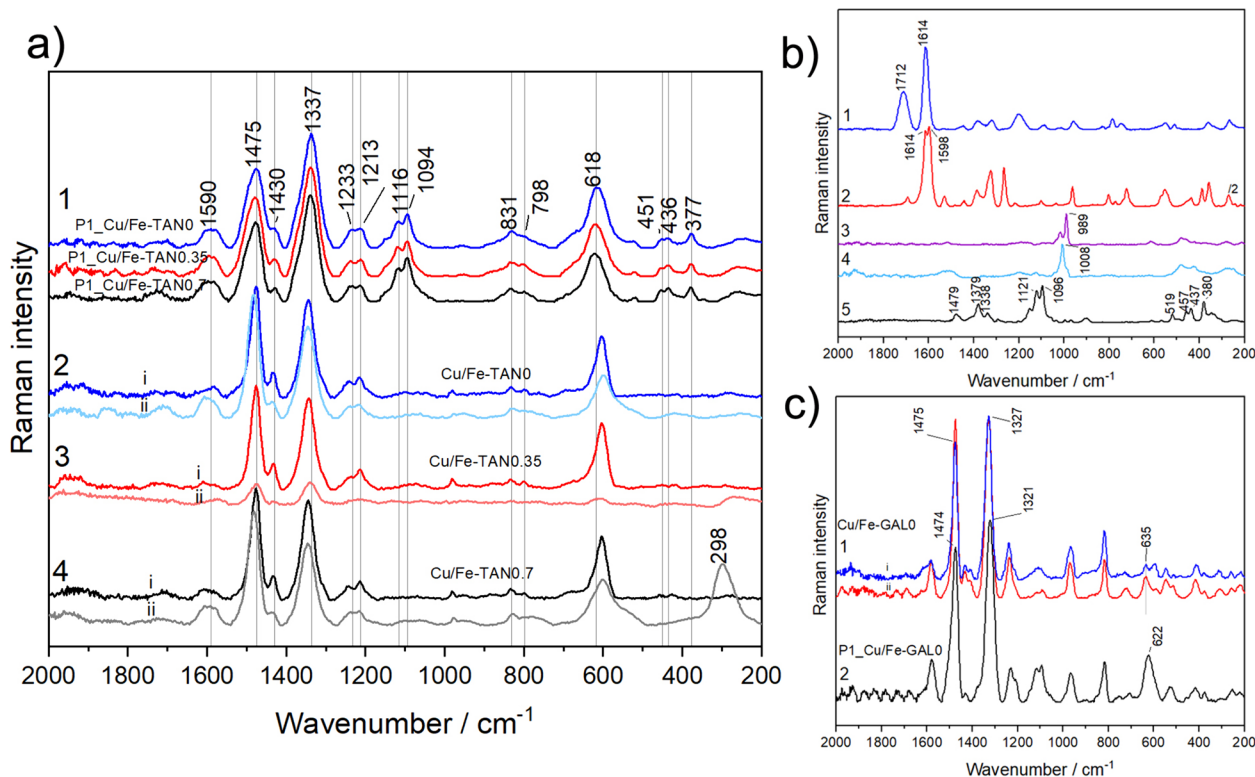 a)
1590
1475
1430
1337
1233
1213
1116
1094
831
798
618
451
436
377
1
P1_Cu/Fe-TAN0
P1_Cu/Fe-TAN0.35
P1_Cu/Fe-TAN0.7
2
i
ii
Cu/Fe-TAN0
3
i
ii
Cu/Fe-TAN0.35
4
i
ii
Cu/Fe-TAN0.7
298
Raman intensity
2000 1800 1600 1400 1200 1000 800 600 400 200
Wavenumber / cm-1
b)
1712
1614
1
1614
1598
2
/2
3
989
4
1008
5
1479
1379
1338
1121
1096
519
457
437
380
Raman intensity
2000 1800 1600 1400 1200 1000 800 600 400 200
Wavenumber / cm-1
c)
1475
1327
1474
1321
Cu/Fe-GAL0
1
i
ii
635
P1_Cu/Fe-GAL0
2
622
Raman intensity
2000 1800 1600 1400 1200 1000 800 600 400 200
Wavenumber / cm-1